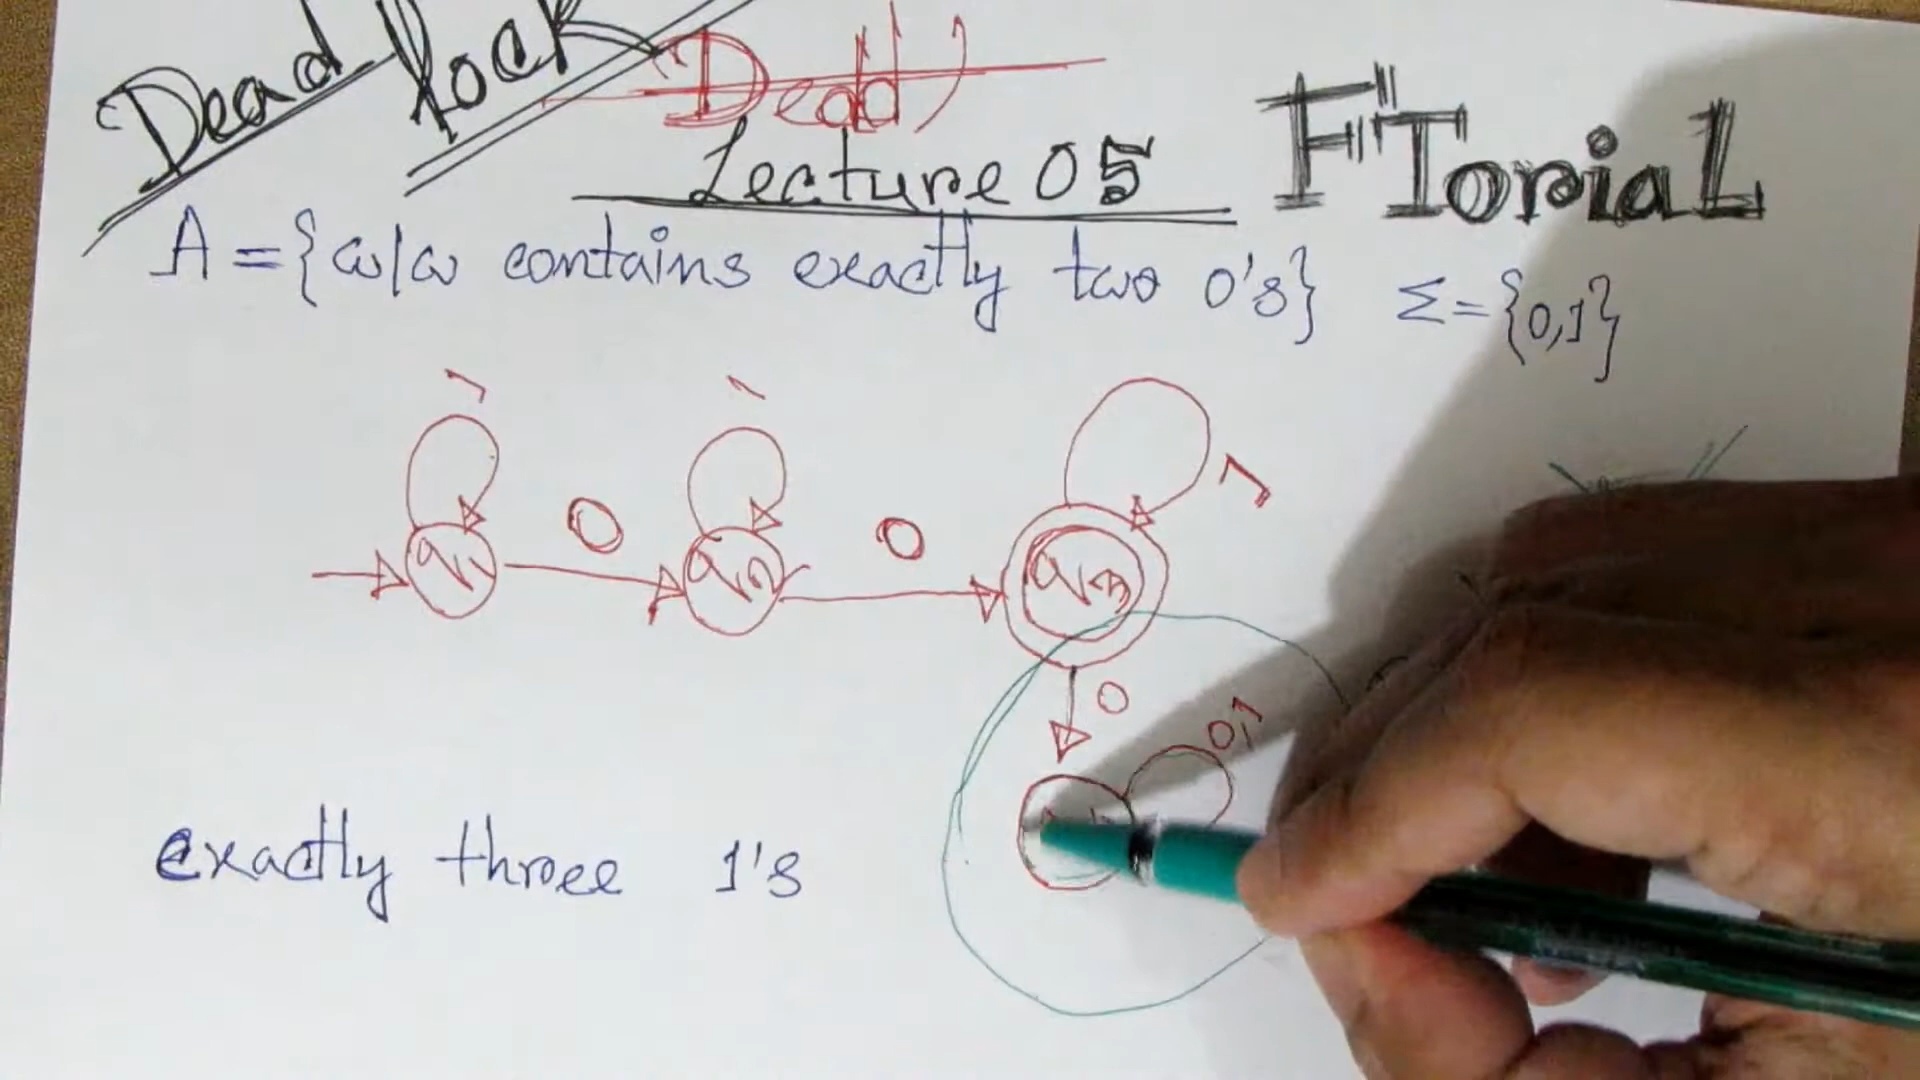 Dead lock
Dead
Lecture 05
FTorial
A = {ω/ω contains exactly two 0's} Σ = {0,1}
1 1 1
0 0
q1 q2 q3
0
0,1
exactly three 1's